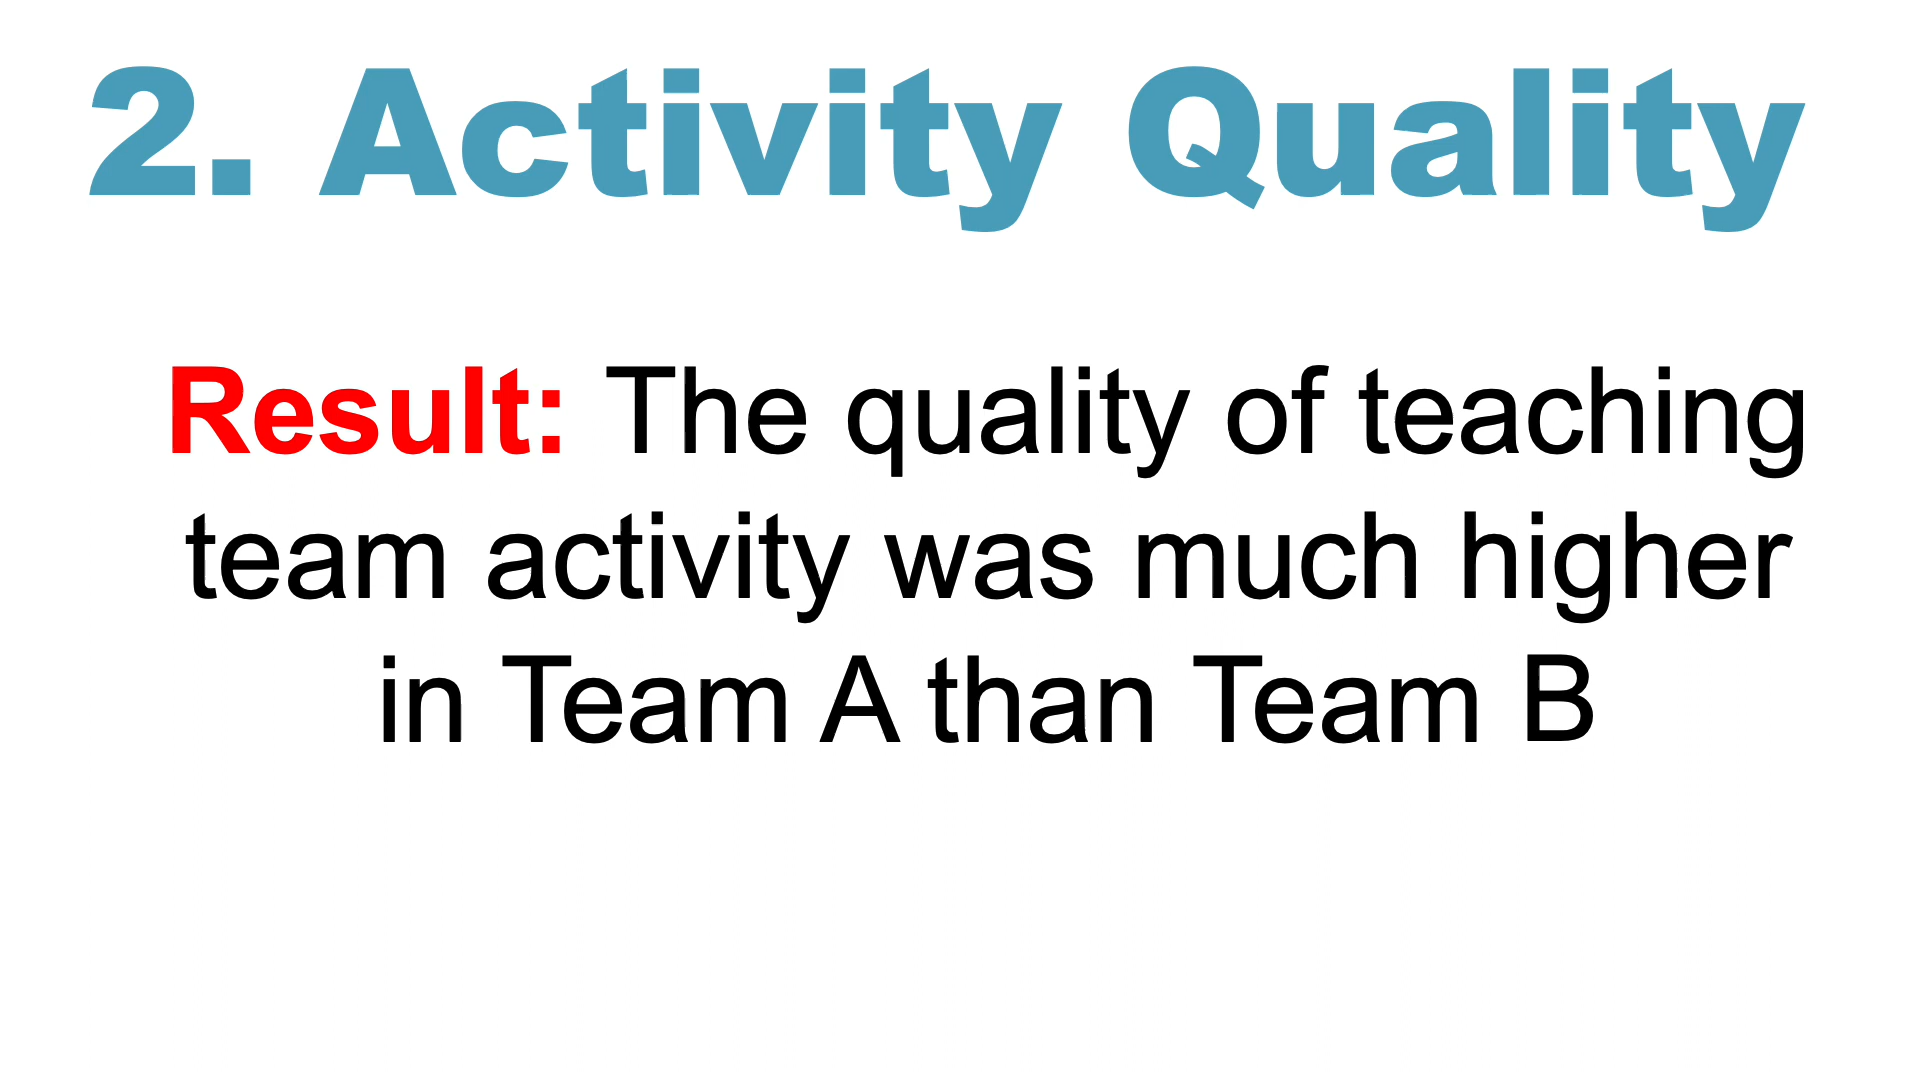 2. Activity Quality
Result: The quality of teaching
team activity was much higher
in Team A than Team B